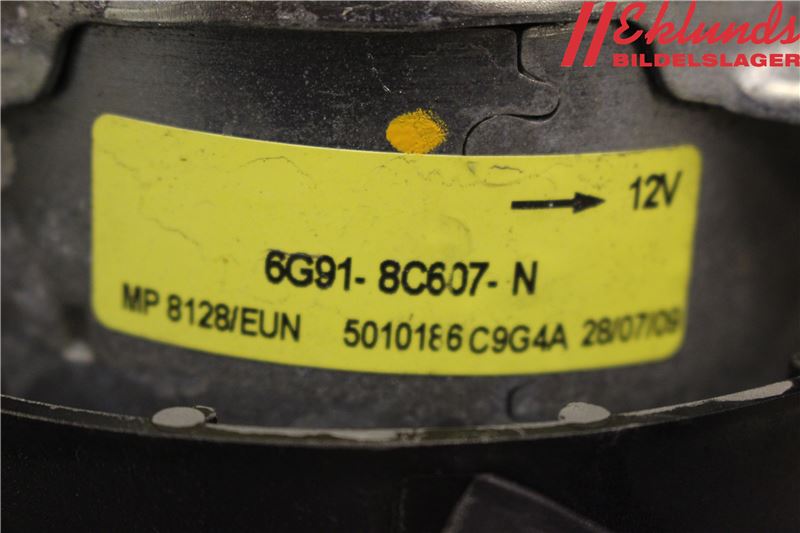 Eklunds
BILDELSLAGER
12V
6G91- 8C607- N
MP 8128/EUN 5010186 C9G4A 28/07/09